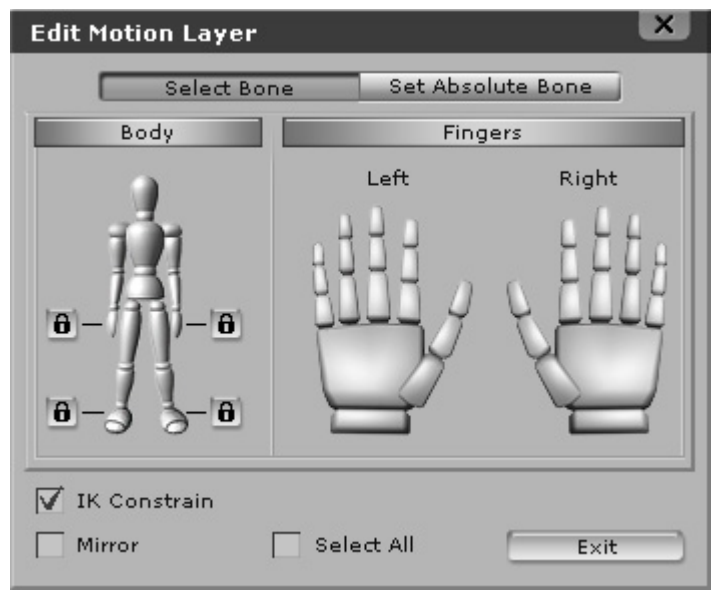 Edit Motion Layer
Select Bone Set Absolute Bone
Body Fingers
Left Right
IK Constrain
Mirror Select All Exit